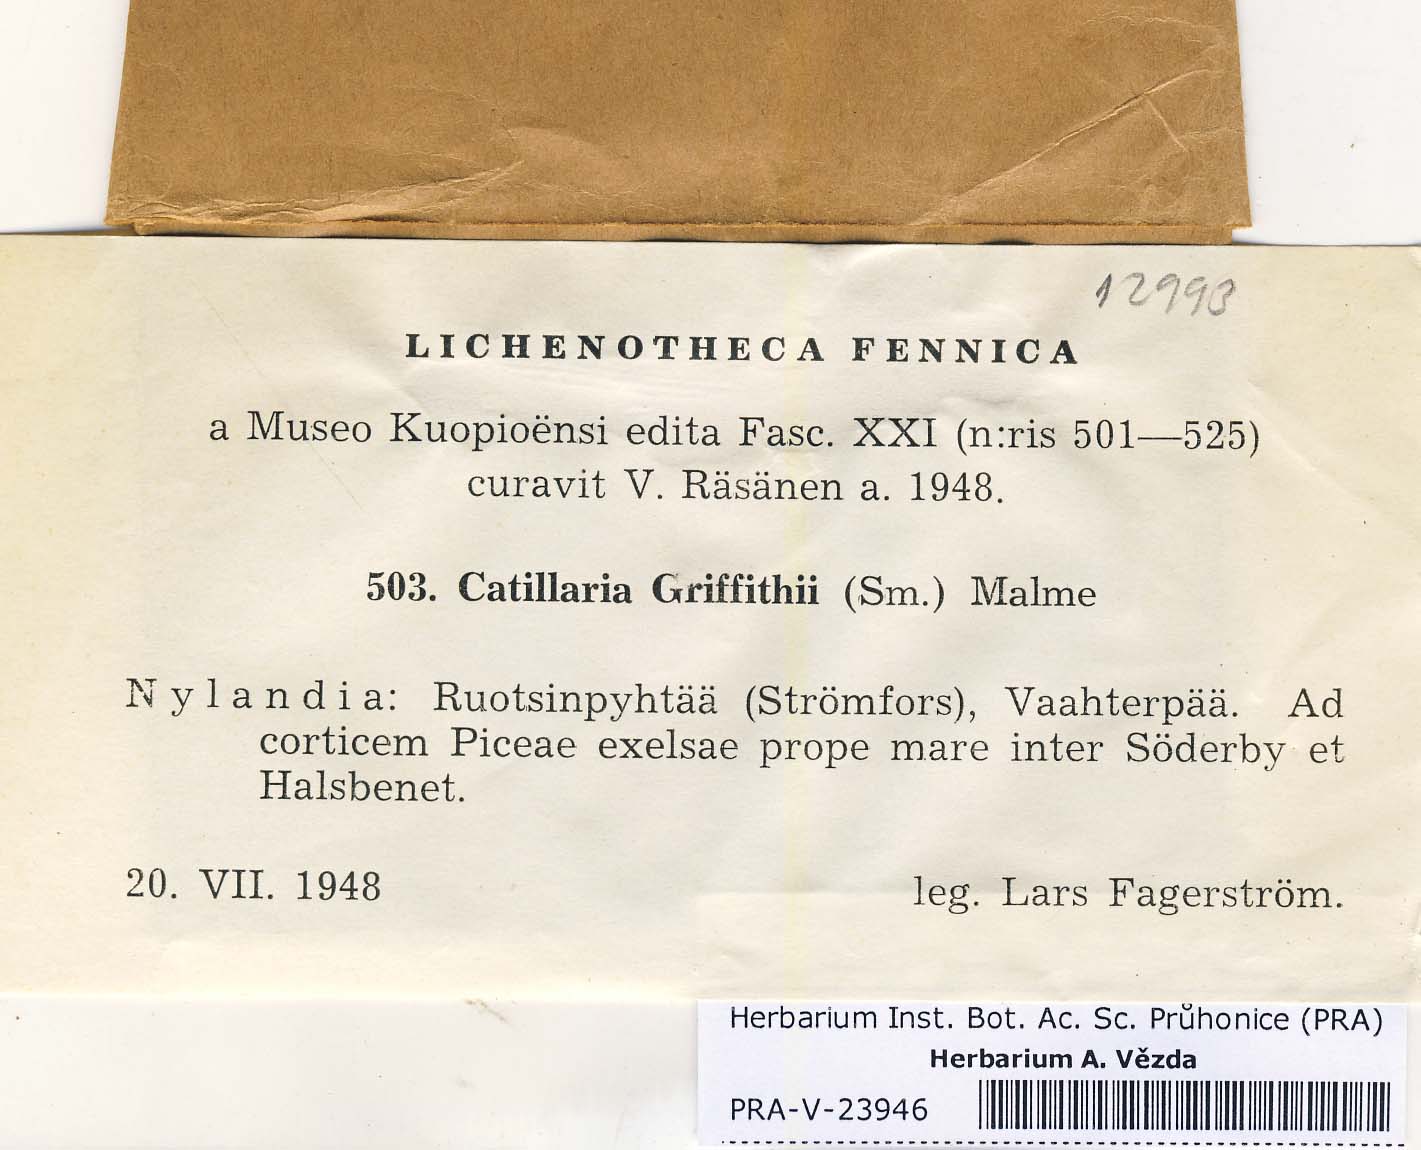 12993
LICHENOTHECA FENNICA
a Museo Kuopioënsi edita Fasc. XXI (n:ris 501—525)
curavit V. Räsänen a. 1948.
503. Catillaria Griffithii (Sm.) Malme
Nylandia: Ruotsinpyhtää (Strömfors), Vaahterpää. Ad
corticem Piceae exelsae prope mare inter Söderby et
Halsbenet.
20. VII. 1948 leg. Lars Fagerström.
Herbarium Inst. Bot. Ac. Sc. Průhonice (PRA)
Herbarium A. Vězda
PRA-V-23946